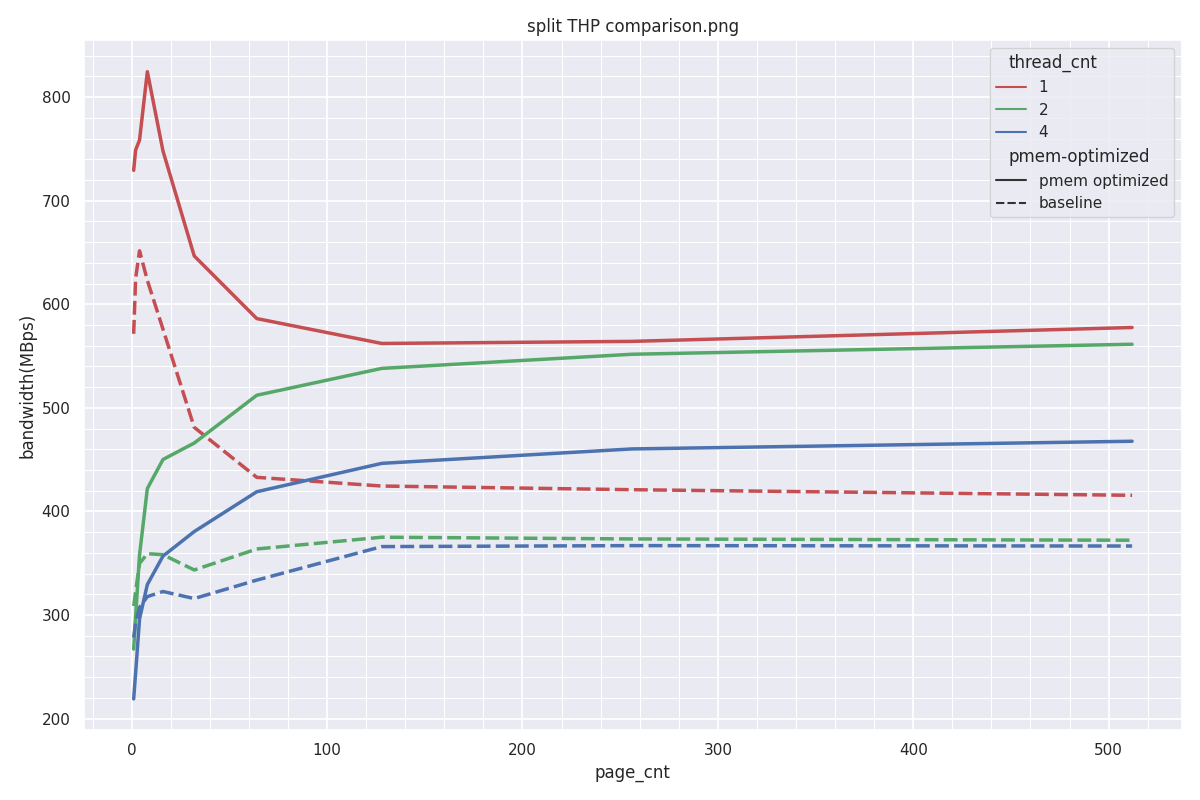 split THP comparison.png
thread_cnt
1
2
4
pmem-optimized
pmem optimized
baseline
bandwidth(MBps)
800
700
600
500
400
300
200
0 100 200 300 400 500
page_cnt